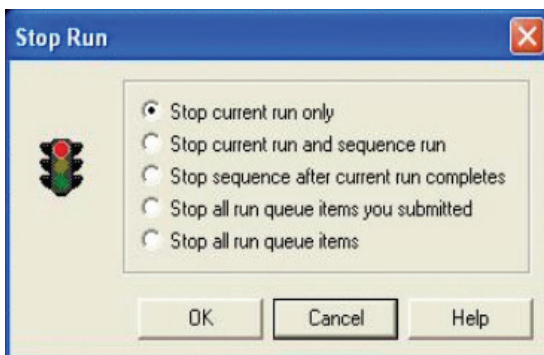 Stop Run
Stop current run only
Stop current run and sequence run
Stop sequence after current run completes
Stop all run queue items you submitted
Stop all run queue items
OK Cancel Help